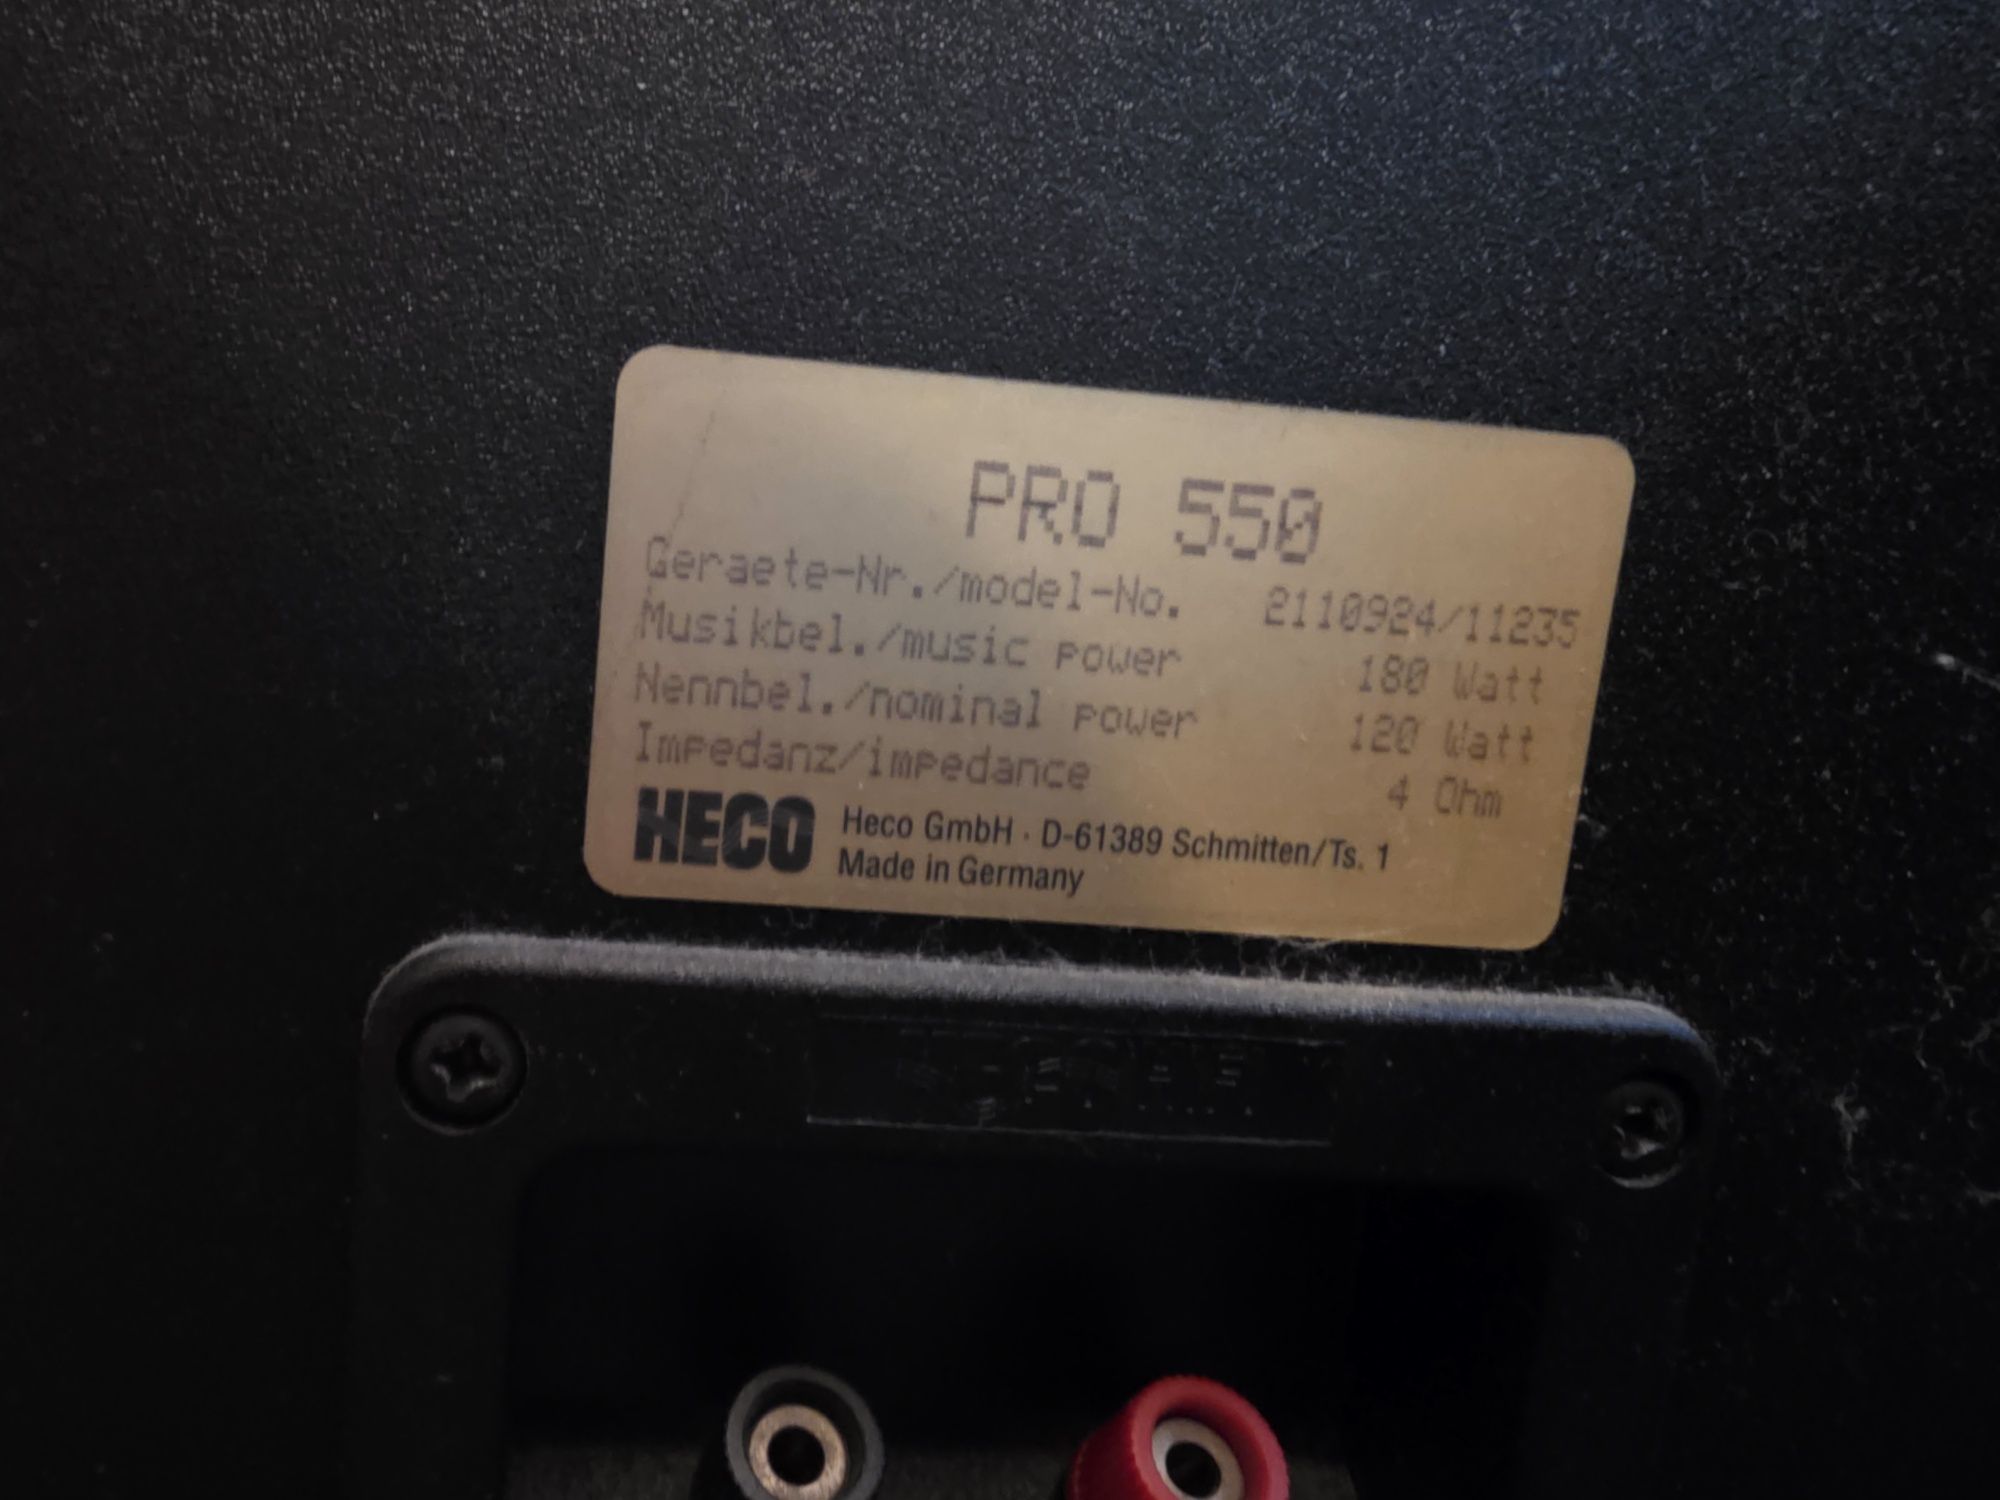 PRO 550
Geraete-Nr./model-No. 2110924/11235
Musikbel./music power 180 Watt
Nennbel./nominal power 120 Watt
Impedanz/impedance 4 Ohm
HECO Heco GmbH · D-61389 Schmitten/Ts. 1
Made in Germany